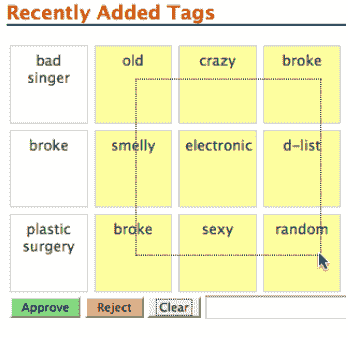 Recently Added Tags
bad singer
old
crazy
broke
broke
smelly
electronic
d-list
plastic surgery
broke
sexy
random
Approve
Reject
Clear